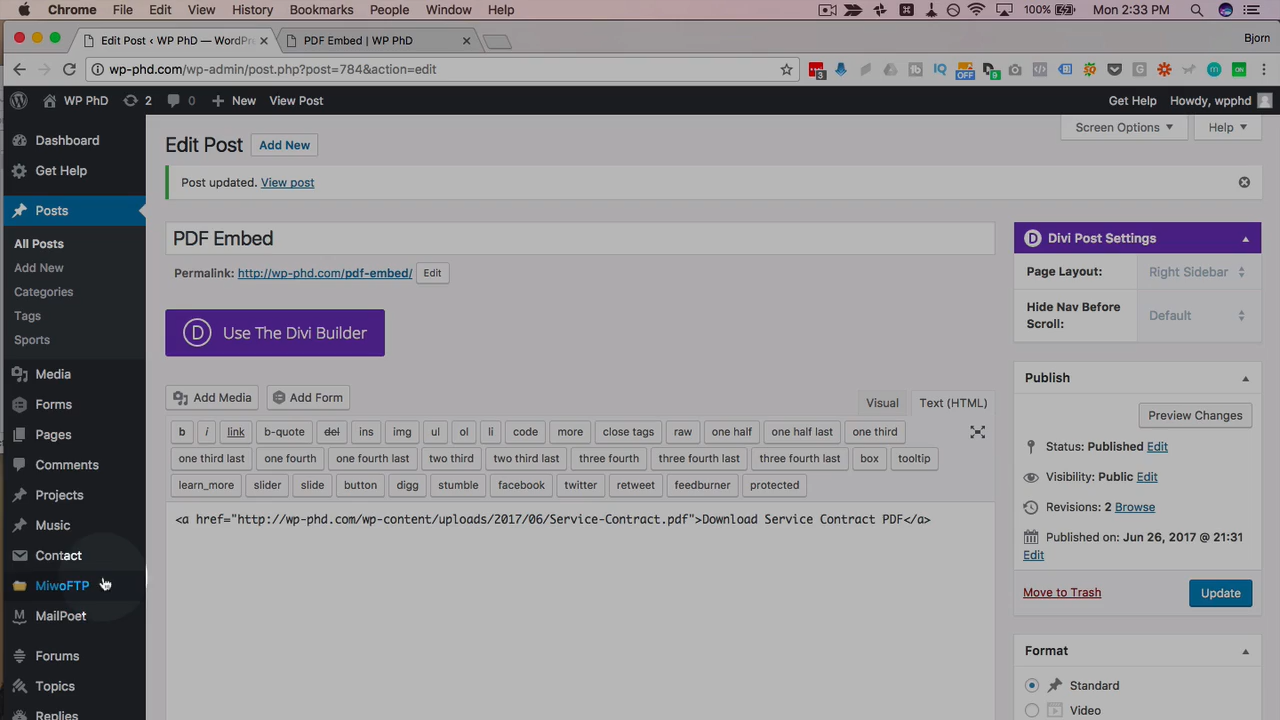 Chrome File Edit View History Bookmarks People Window Help 100% Mon 2:33 PM
Edit Post ‹ WP PhD — WordPre PDF Embed | WP PhD Bjorn
wp-phd.com/wp-admin/post.php?post=784&action=edit 3 OFF 9 ON
WP PhD 2 0 New View Post Get Help Howdy, wpphd
Screen Options Help
Dashboard
Get Help
Posts
All Posts
Add New
Categories
Tags
Sports
Media
Forms
Pages
Comments
Projects
Music
Contact
MiwoFTP
MailPoet
Forums
Topics
Replies
Edit Post Add New
Post updated. View post
PDF Embed
Permalink: http://wp-phd.com/pdf-embed/ Edit
D Use The Divi Builder
Add Media Add Form Visual Text (HTML)
b i link b-quote del ins img ul ol li code more close tags raw one half one half last one third
one third last one fourth one fourth last two third two third last three fourth three fourth last three fourth last box tooltip
learn_more slider slide button digg stumble facebook twitter retweet feedburner protected
<a href="http://wp-phd.com/wp-content/uploads/2017/06/Service-Contract.pdf">Download Service Contract PDF</a>
D Divi Post Settings
Page Layout: Right Sidebar
Hide Nav Before
Scroll: Default
Publish
Preview Changes
Status: Published Edit
Visibility: Public Edit
Revisions: 2 Browse
Published on: Jun 26, 2017 @ 21:31
Edit
Move to Trash Update
Format
Standard
Video